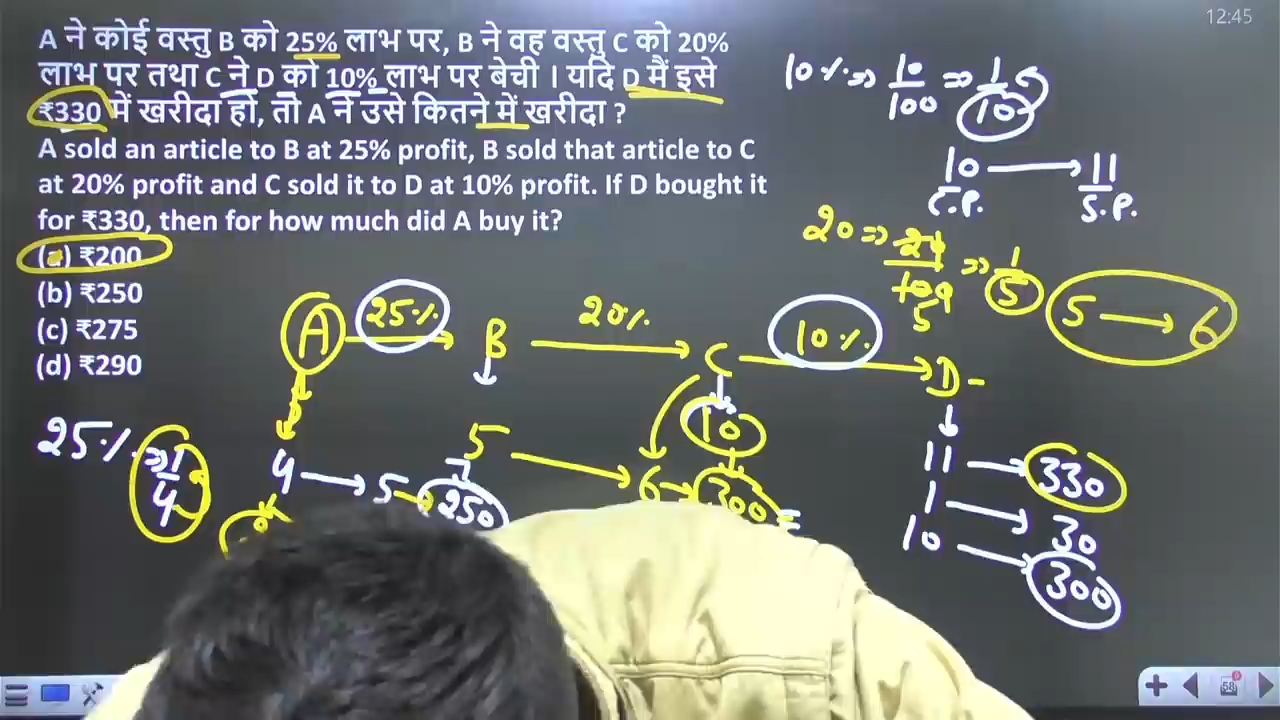 12:45
A ने कोई वस्तु B को 25% लाभ पर, B ने वह वस्तु C को 20%
लाभ पर तथा C ने D को 10% लाभ पर बेची । यदि D मैं इसे
₹330 में खरीदा हो, तो A ने उसे कितने में खरीदा ?
A sold an article to B at 25% profit, B sold that article to C
at 20% profit and C sold it to D at 10% profit. If D bought it
for ₹330, then for how much did A buy it?
(a) ₹200
(b) ₹250
(c) ₹275
(d) ₹290
10% ⇒ 10/100 ⇒ 1/10
10 → 11
C.P. S.P.
20 ⇒ 20/100 5 ⇒ 1/5
5 → 6
A 25% B 20% C 10% D
25% ⇒ 1/4
4 → 5 250
5 → 6 → 300
10
11 → 330
1 → 30
10 → 300
58